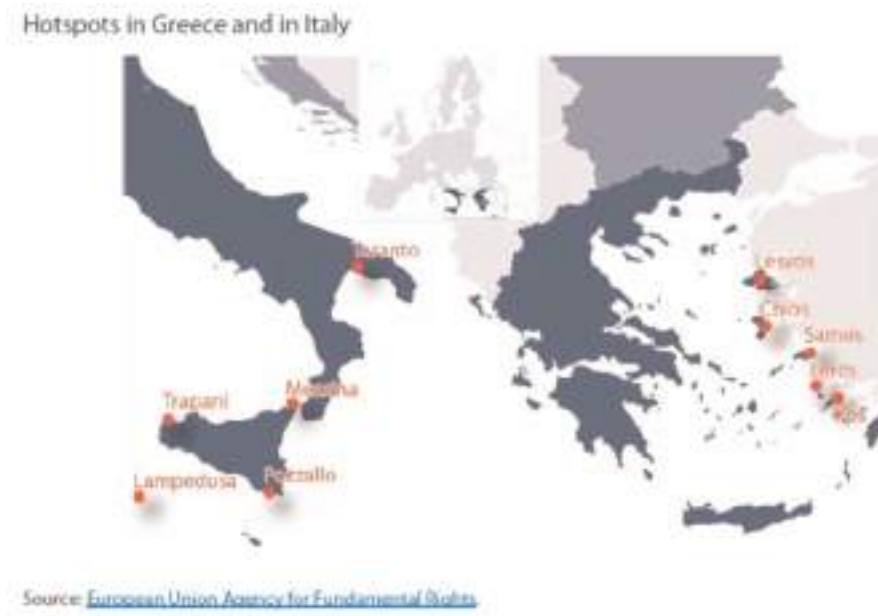 Hotspots in Greece and in Italy
Taranto
Lesvos
Chios
Samos
Leros
Messina
Trapani
Lampedusa
Pozzallo
Kos
Source: European Union Agency for Fundamental Rights.